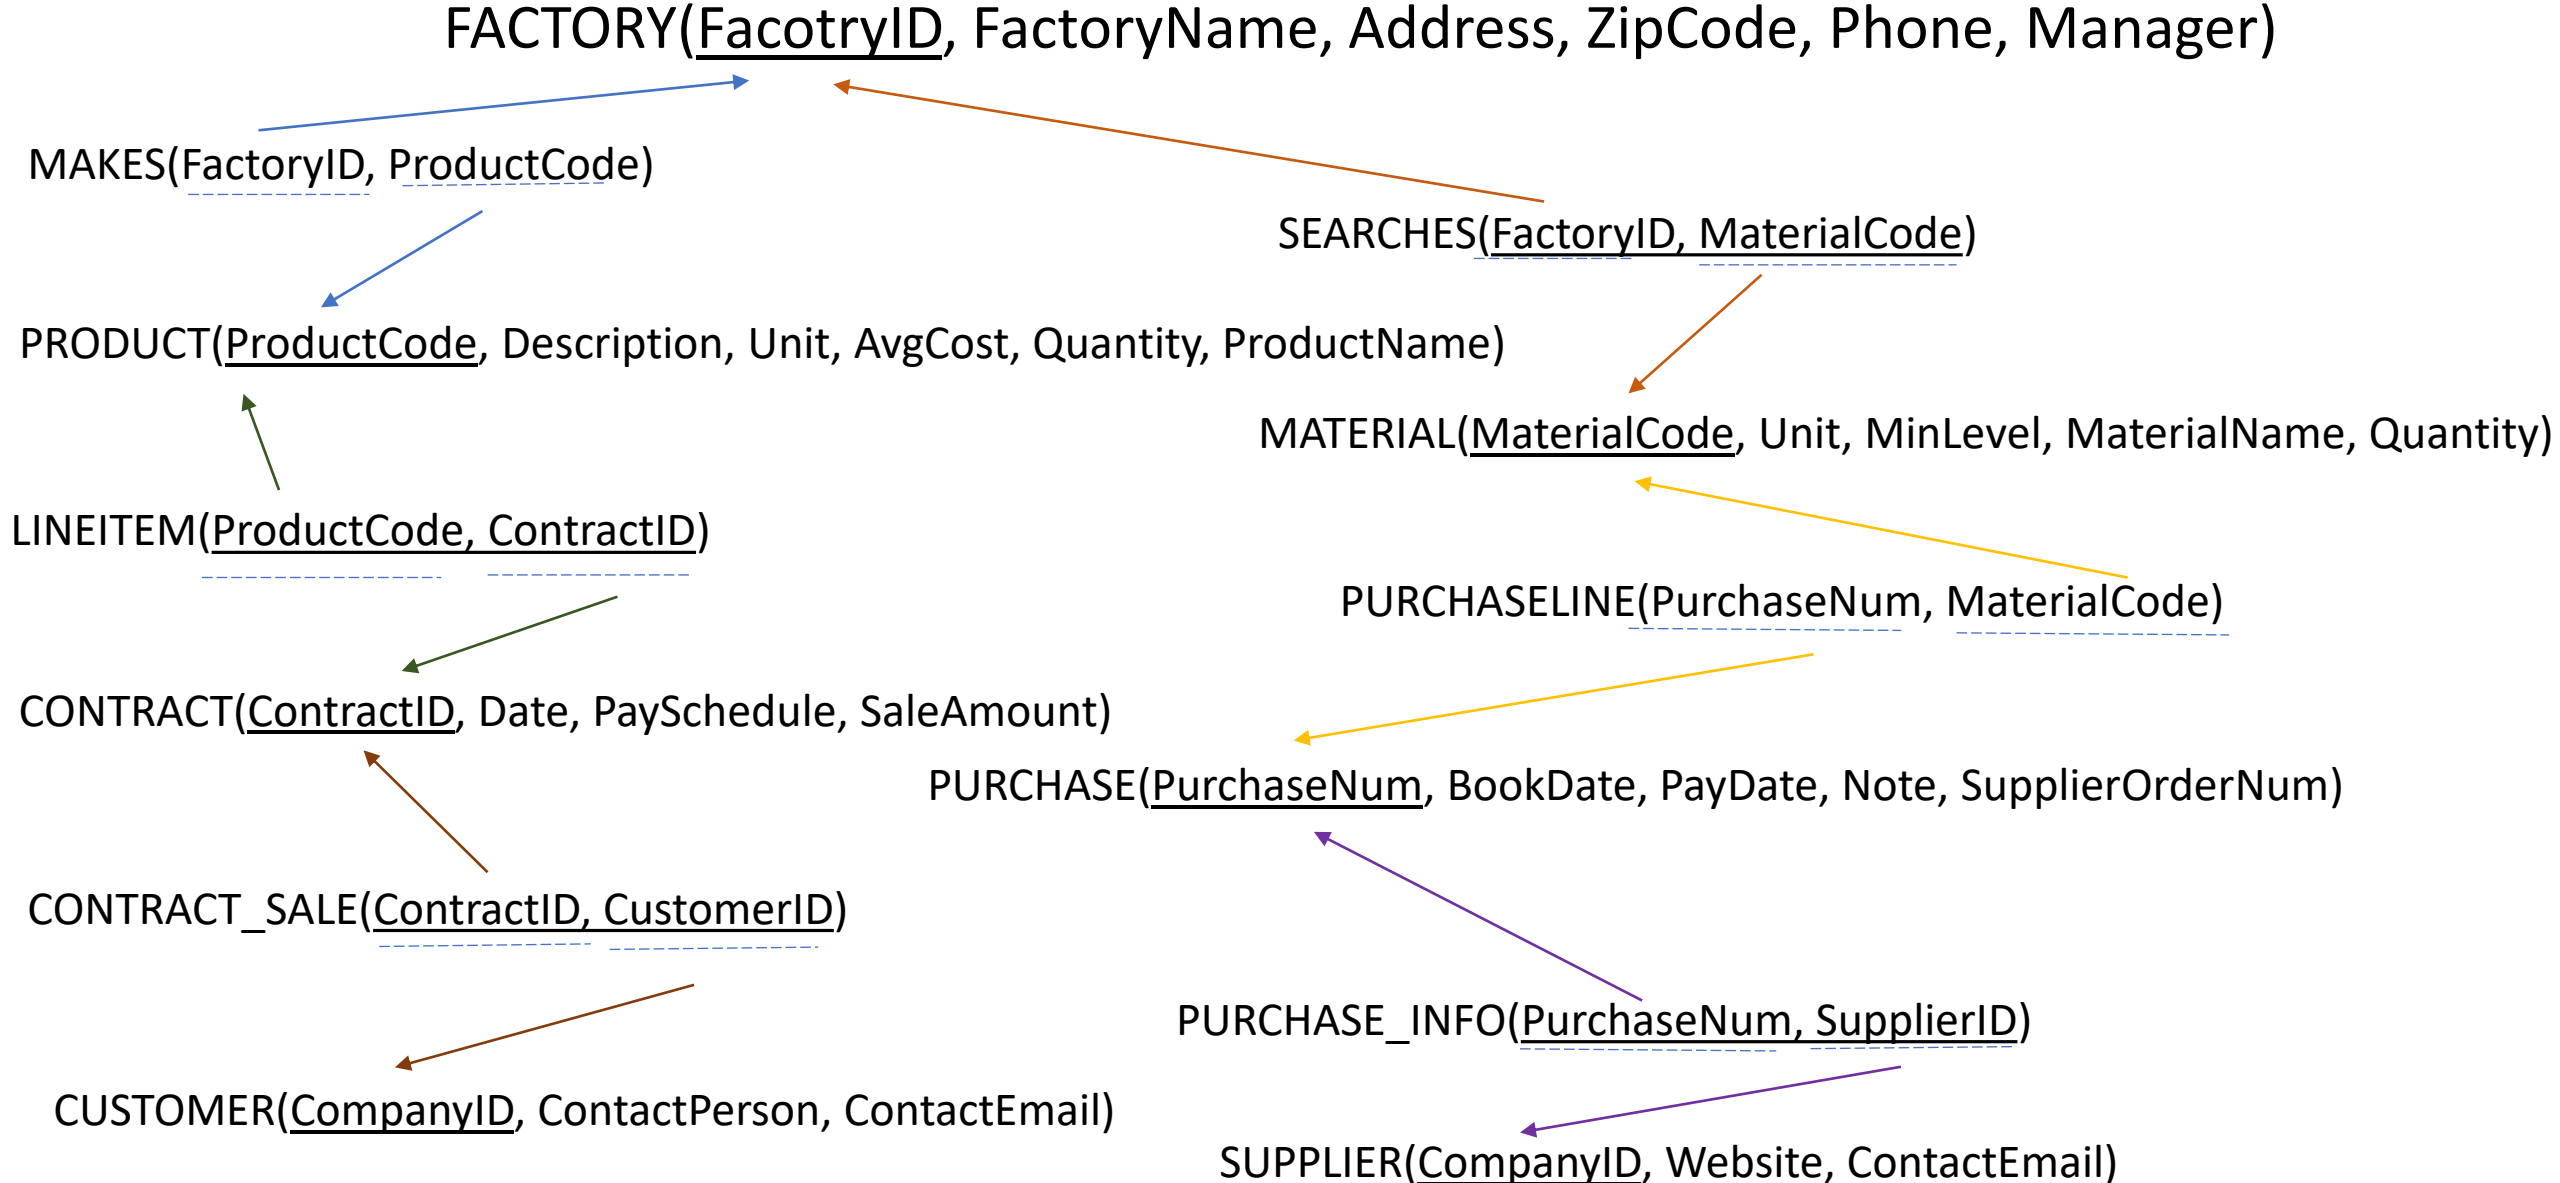 FACTORY(FacotryID, FactoryName, Address, ZipCode, Phone, Manager)
MAKES(FactoryID, ProductCode)
SEARCHES(FactoryID, MaterialCode)
PRODUCT(ProductCode, Description, Unit, AvgCost, Quantity, ProductName)
MATERIAL(MaterialCode, Unit, MinLevel, MaterialName, Quantity)
LINEITEM(ProductCode, ContractID)
PURCHASELINE(PurchaseNum, MaterialCode)
CONTRACT(ContractID, Date, PaySchedule, SaleAmount)
PURCHASE(PurchaseNum, BookDate, PayDate, Note, SupplierOrderNum)
CONTRACT_SALE(ContractID, CustomerID)
PURCHASE_INFO(PurchaseNum, SupplierID)
CUSTOMER(CompanyID, ContactPerson, ContactEmail)
SUPPLIER(CompanyID, Website, ContactEmail)